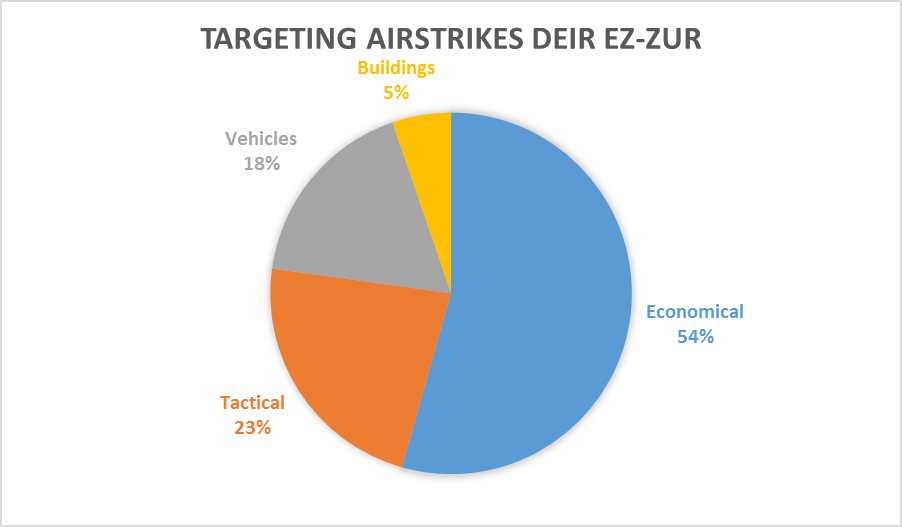 TARGETING AIRSTRIKES DEIR EZ-ZUR
Buildings
5%
Vehicles
18%
Economical
54%
Tactical
23%